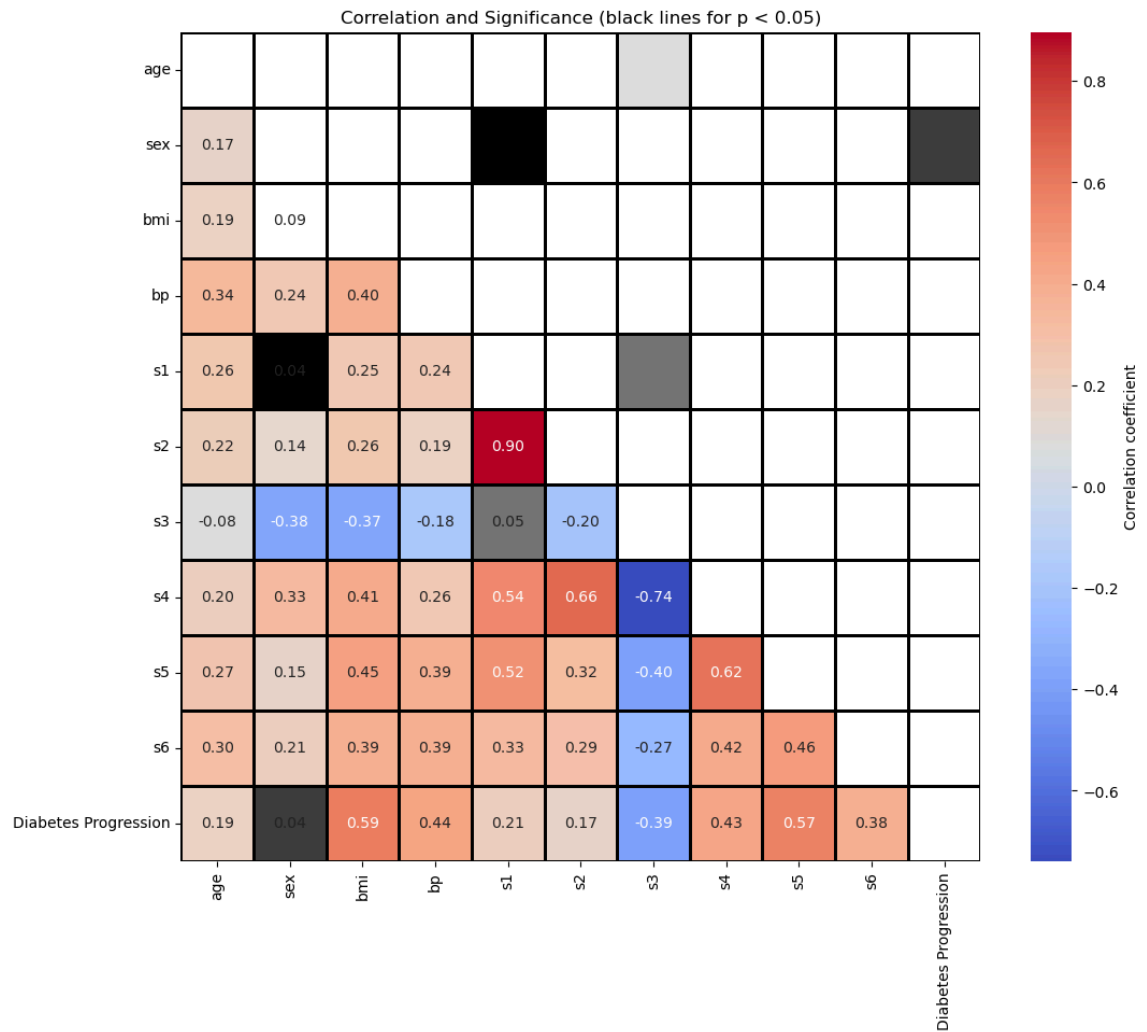 Correlation and Significance (black lines for p < 0.05)
age
sex 0.17
bmi 0.19 0.09
bp 0.34 0.24 0.40
s1 0.26 0.04 0.25 0.24
s2 0.22 0.14 0.26 0.19 0.90
s3 -0.08 -0.38 -0.37 -0.18 0.05 -0.20
s4 0.20 0.33 0.41 0.26 0.54 0.66 -0.74
s5 0.27 0.15 0.45 0.39 0.52 0.32 -0.40 0.62
s6 0.30 0.21 0.39 0.39 0.33 0.29 -0.27 0.42 0.46
Diabetes Progression 0.19 0.04 0.59 0.44 0.21 0.17 -0.39 0.43 0.57 0.38
age sex bmi bp s1 s2 s3 s4 s5 s6 Diabetes Progression
0.8
0.6
0.4
0.2
0.0
−0.2
−0.4
−0.6
Correlation coefficient